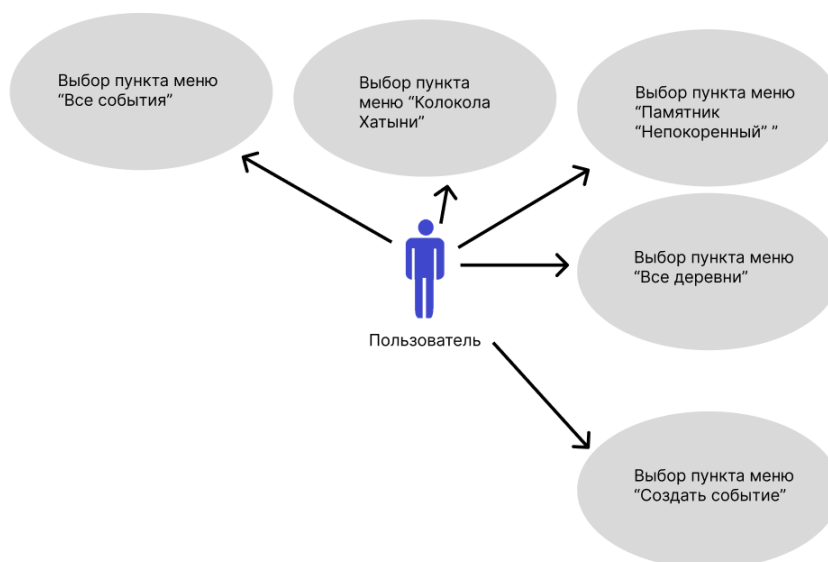 Выбор пункта меню
“Все события”
Выбор пункта
меню “Колокола
Хатыни”
Выбор пункта меню
“Памятник
“Непокоренный” ”
Выбор пункта меню
“Все деревни”
Пользователь
Выбор пункта меню
“Создать событие”